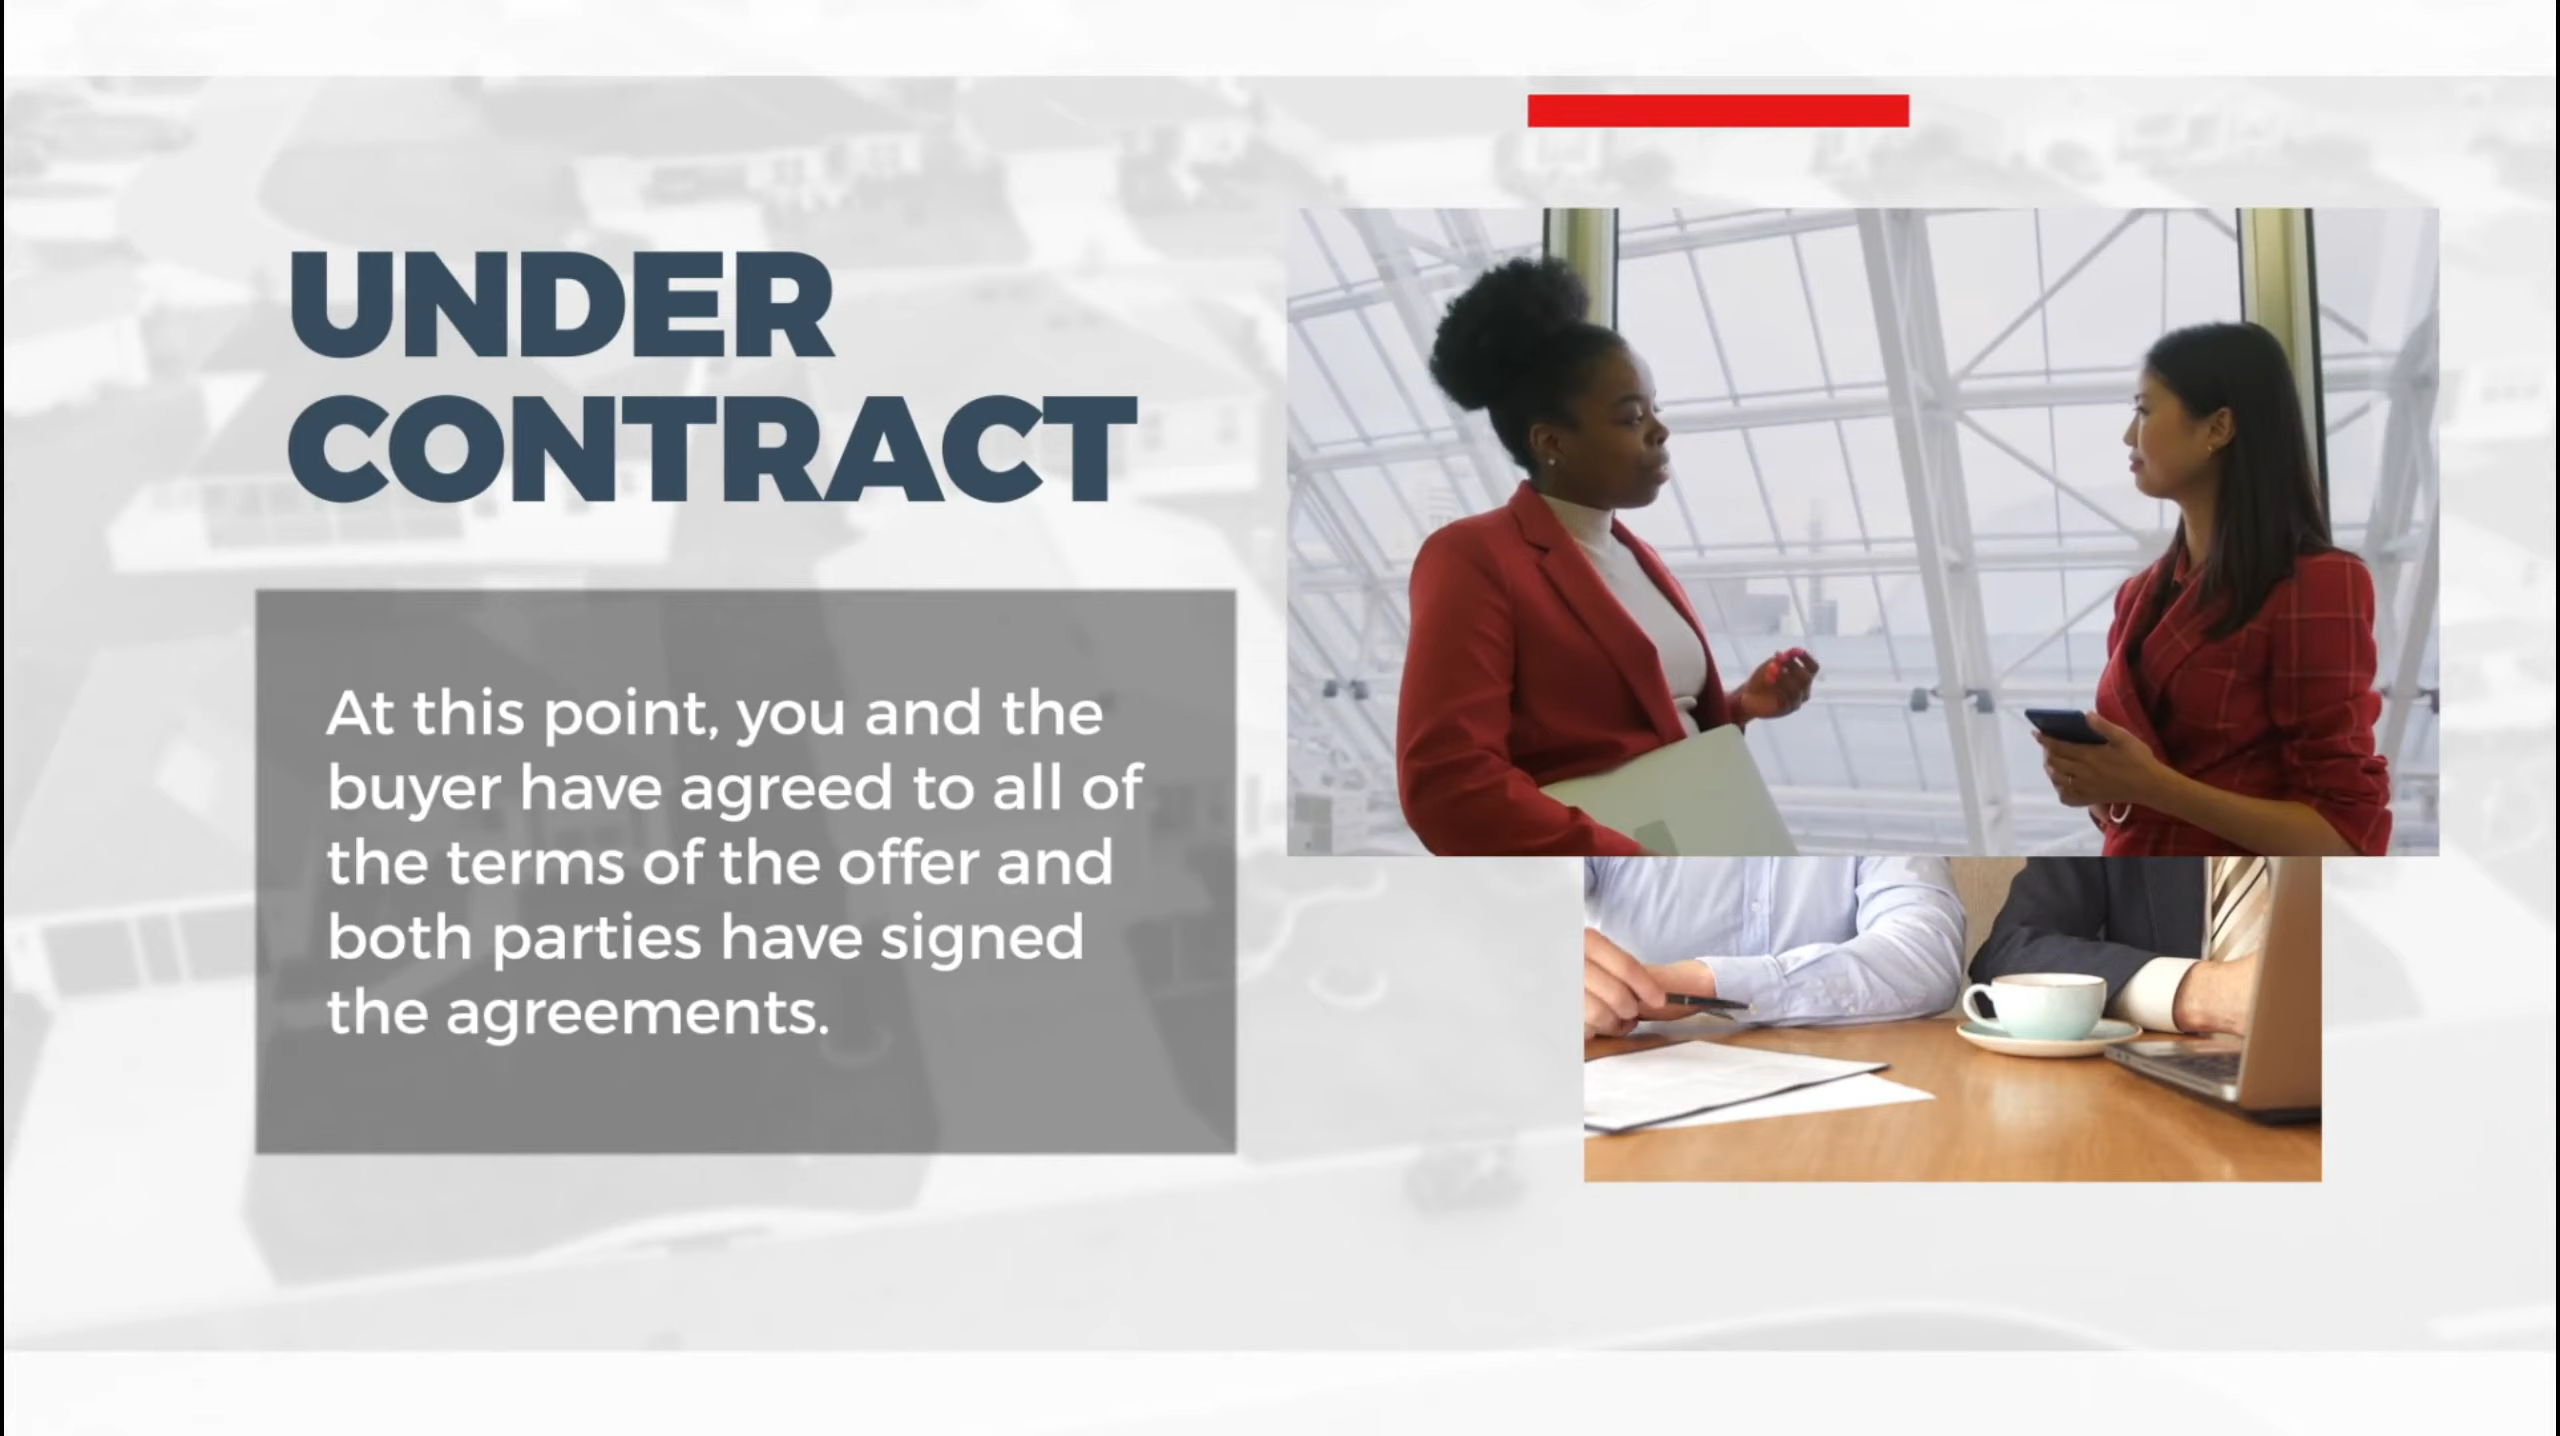 UNDER
CONTRACT
At this point, you and the
buyer have agreed to all of
the terms of the offer and
both parties have signed
the agreements.